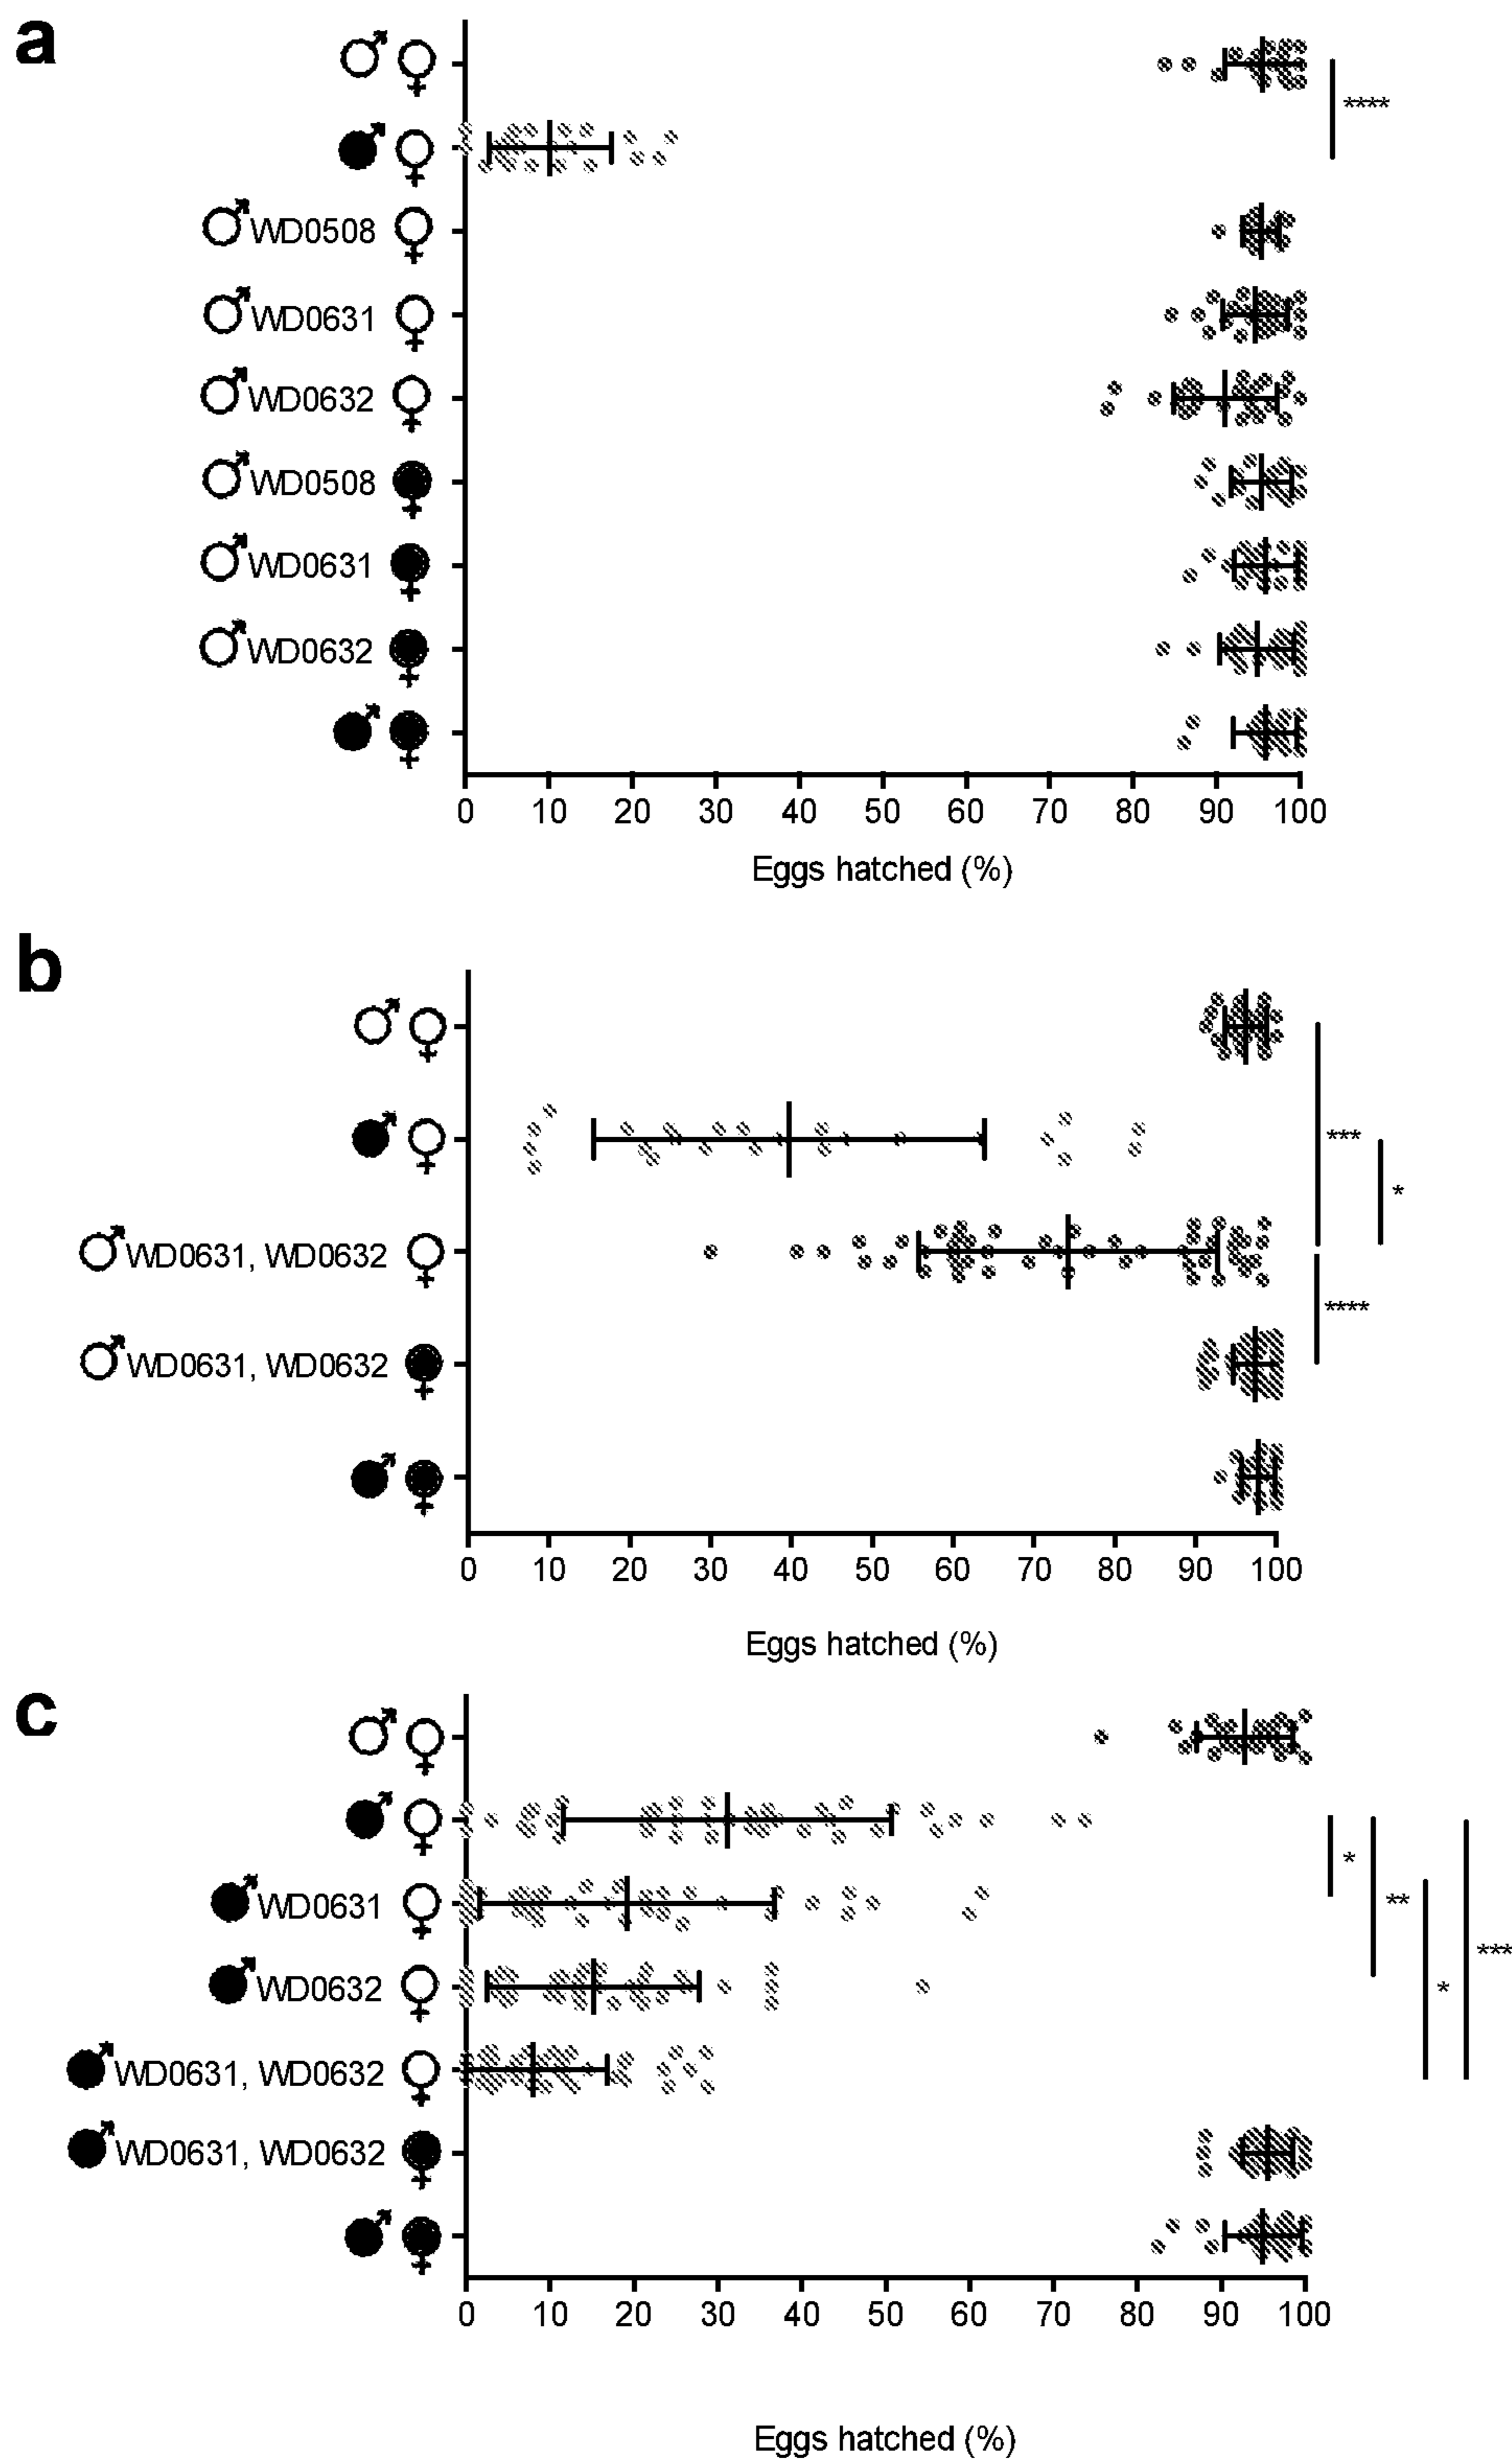 a
♂ ♀
****
♂ ♀
♂ WD0508 ♀
♂ WD0631 ♀
♂ WD0632 ♀
♂ WD0508 ♀
♂ WD0631 ♀
♂ WD0632 ♀
♂ ♀
0 10 20 30 40 50 60 70 80 90 100
Eggs hatched (%)
b
♂ ♀
♂ ♀
***
*
♂ WD0631, WD0632 ♀
****
♂ WD0631, WD0632 ♀
♂ ♀
0 10 20 30 40 50 60 70 80 90 100
Eggs hatched (%)
c
♂ ♀
♂ ♀
*
♂ WD0631 ♀
**
***
♂ WD0632 ♀
*
♂ WD0631, WD0632 ♀
♂ WD0631, WD0632 ♀
♂ ♀
0 10 20 30 40 50 60 70 80 90 100
Eggs hatched (%)